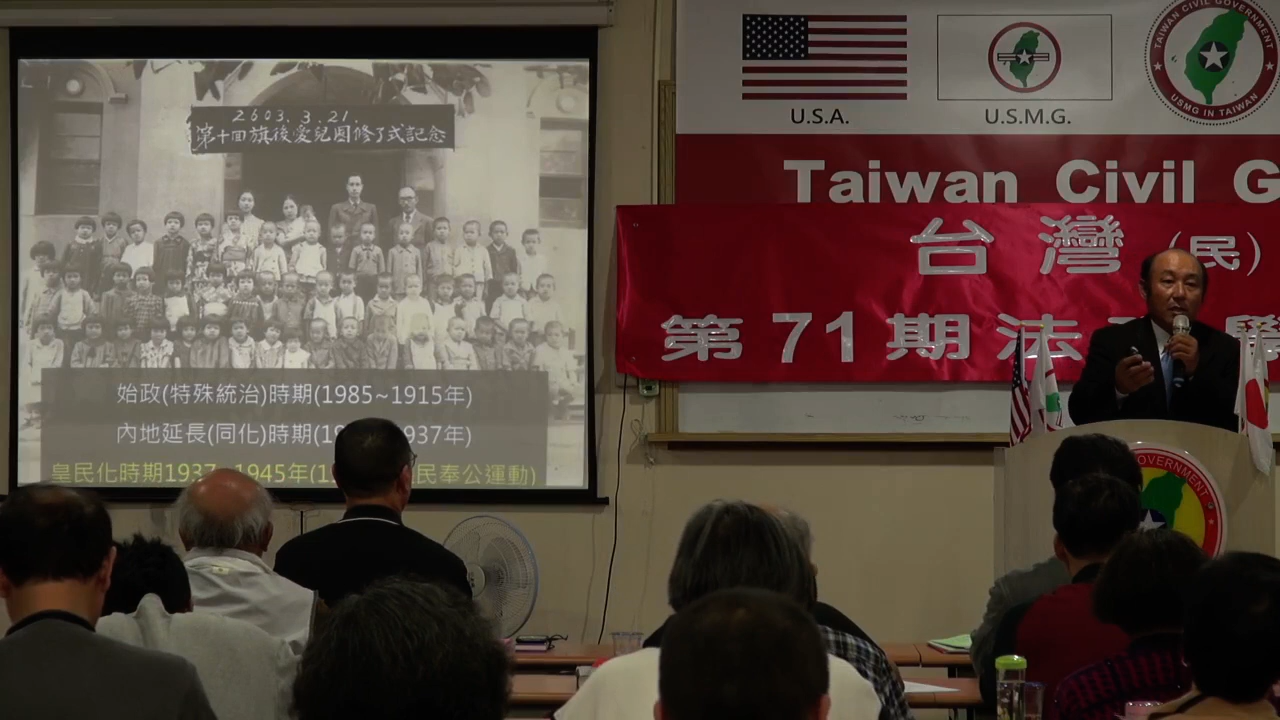 2603.3.21.
第十回旗後愛兒園修了式記念
始政(特殊統治)時期(1985~1915年)
內地延長(同化)時期(19 937年)
皇民化時期1937~1945年(1 民奉公運動)
U.S.A.
U.S.M.G.
TAIWAN CIVIL GOVERNMENT
USMG IN TAIWAN
Taiwan Civil G
台灣(民)
第71期法
GOVERNMENT